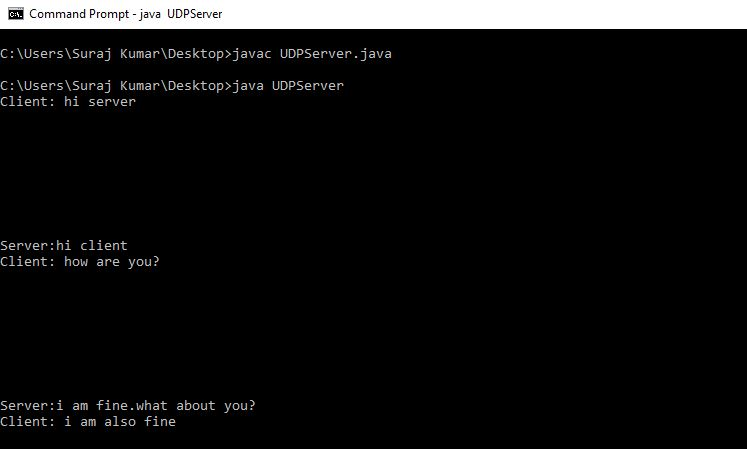 Command Prompt - java  UDPServer
C:\Users\Suraj Kumar\Desktop>javac UDPServer.java
C:\Users\Suraj Kumar\Desktop>java UDPServer
Client: hi server
Server:hi client
Client: how are you?
Server:i am fine.what about you?
Client: i am also fine